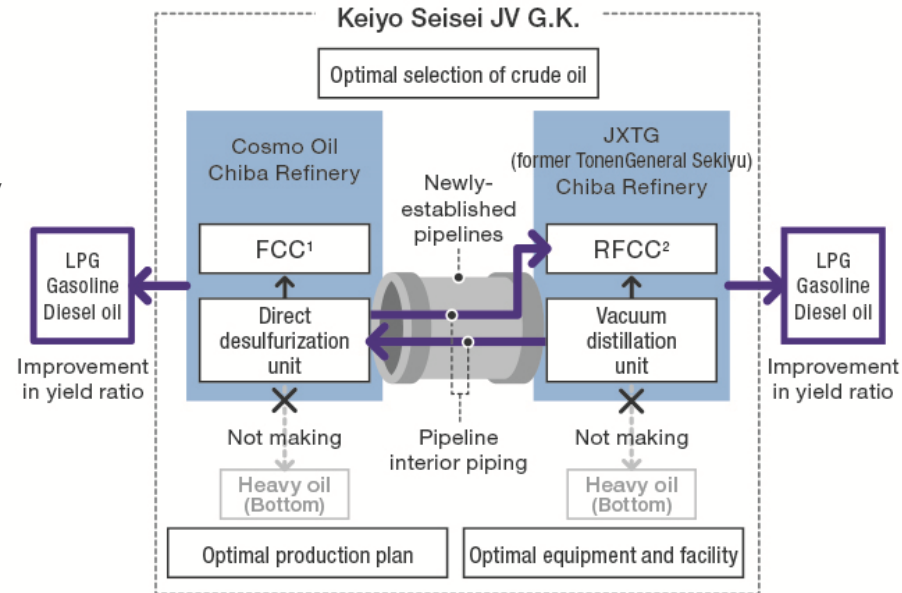 Keiyo Seisei JV G.K.
Optimal selection of crude oil
Cosmo Oil
Chiba Refinery
JXTG
(former TonenGeneral Sekiyu)
Chiba Refinery
Newly-
established
pipelines
FCC¹
RFCC²
LPG
Gasoline
Diesel oil
Improvement
in yield ratio
Direct
desulfurization
unit
Vacuum
distillation
unit
LPG
Gasoline
Diesel oil
Improvement
in yield ratio
Not making
Heavy oil
(Bottom)
Pipeline
interior piping
Not making
Heavy oil
(Bottom)
Optimal production plan
Optimal equipment and facility